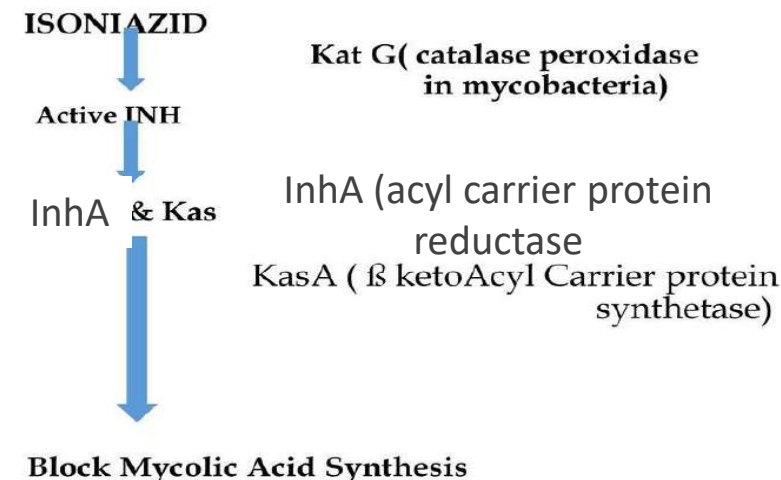 ISONIAZID
Kat G( catalase peroxidase
in mycobacteria)
Active INH
InhA & Kas
InhA (acyl carrier protein
reductase
KasA ( ß ketoAcyl Carrier protein
synthetase)
Block Mycolic Acid Synthesis